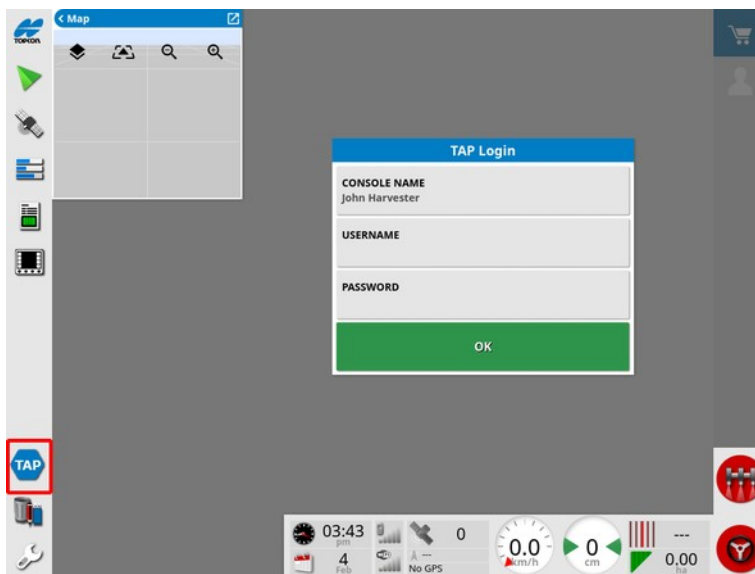 TOPCON
< Map
TAP Login
CONSOLE NAME
John Harvester
USERNAME
PASSWORD
OK
TAP
03:43
pm
4
Feb
0
---
No GPS
0.0
km/h
0
cm
---
0.00
ha